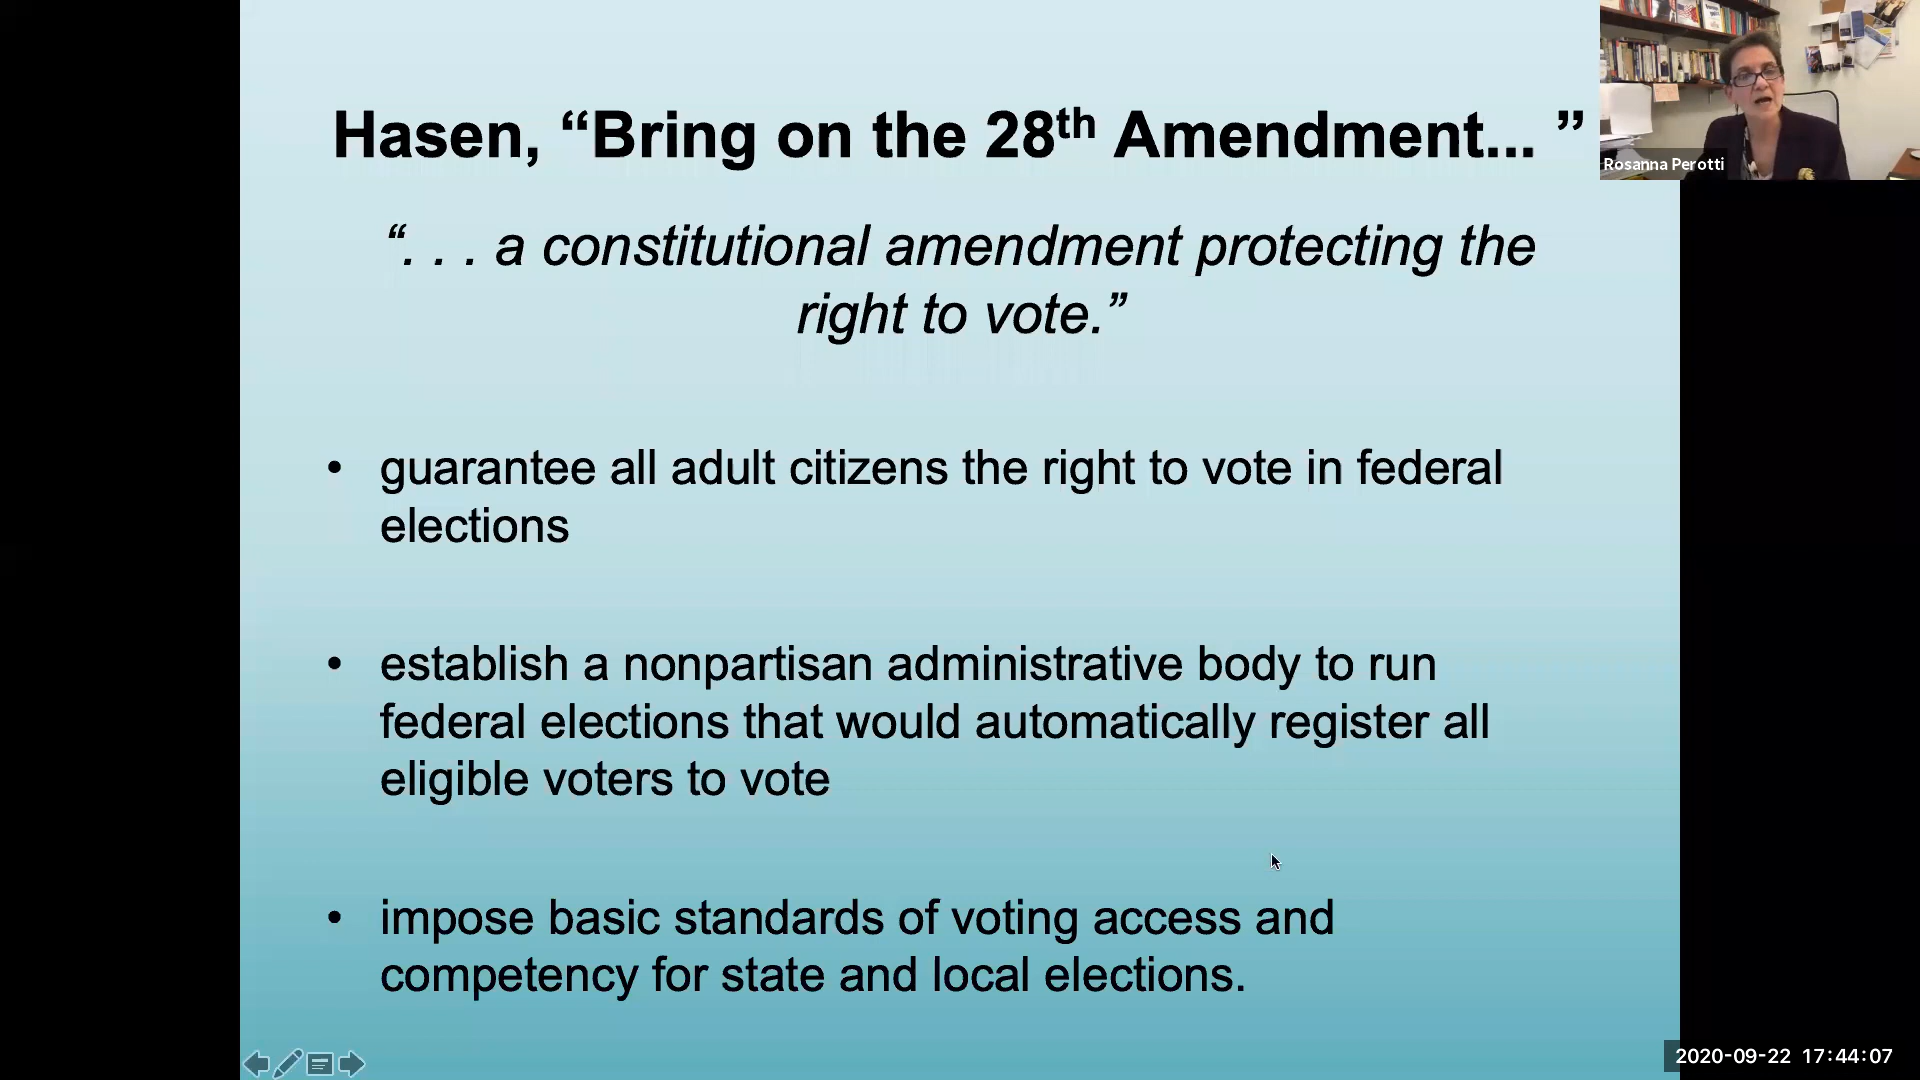 Hasen, “Bring on the 28th Amendment... ”
“. . . a constitutional amendment protecting the
right to vote.”
• guarantee all adult citizens the right to vote in federal
elections
• establish a nonpartisan administrative body to run
federal elections that would automatically register all
eligible voters to vote
• impose basic standards of voting access and
competency for state and local elections.
Rosanna Perotti
2020-09-22 17:44:07